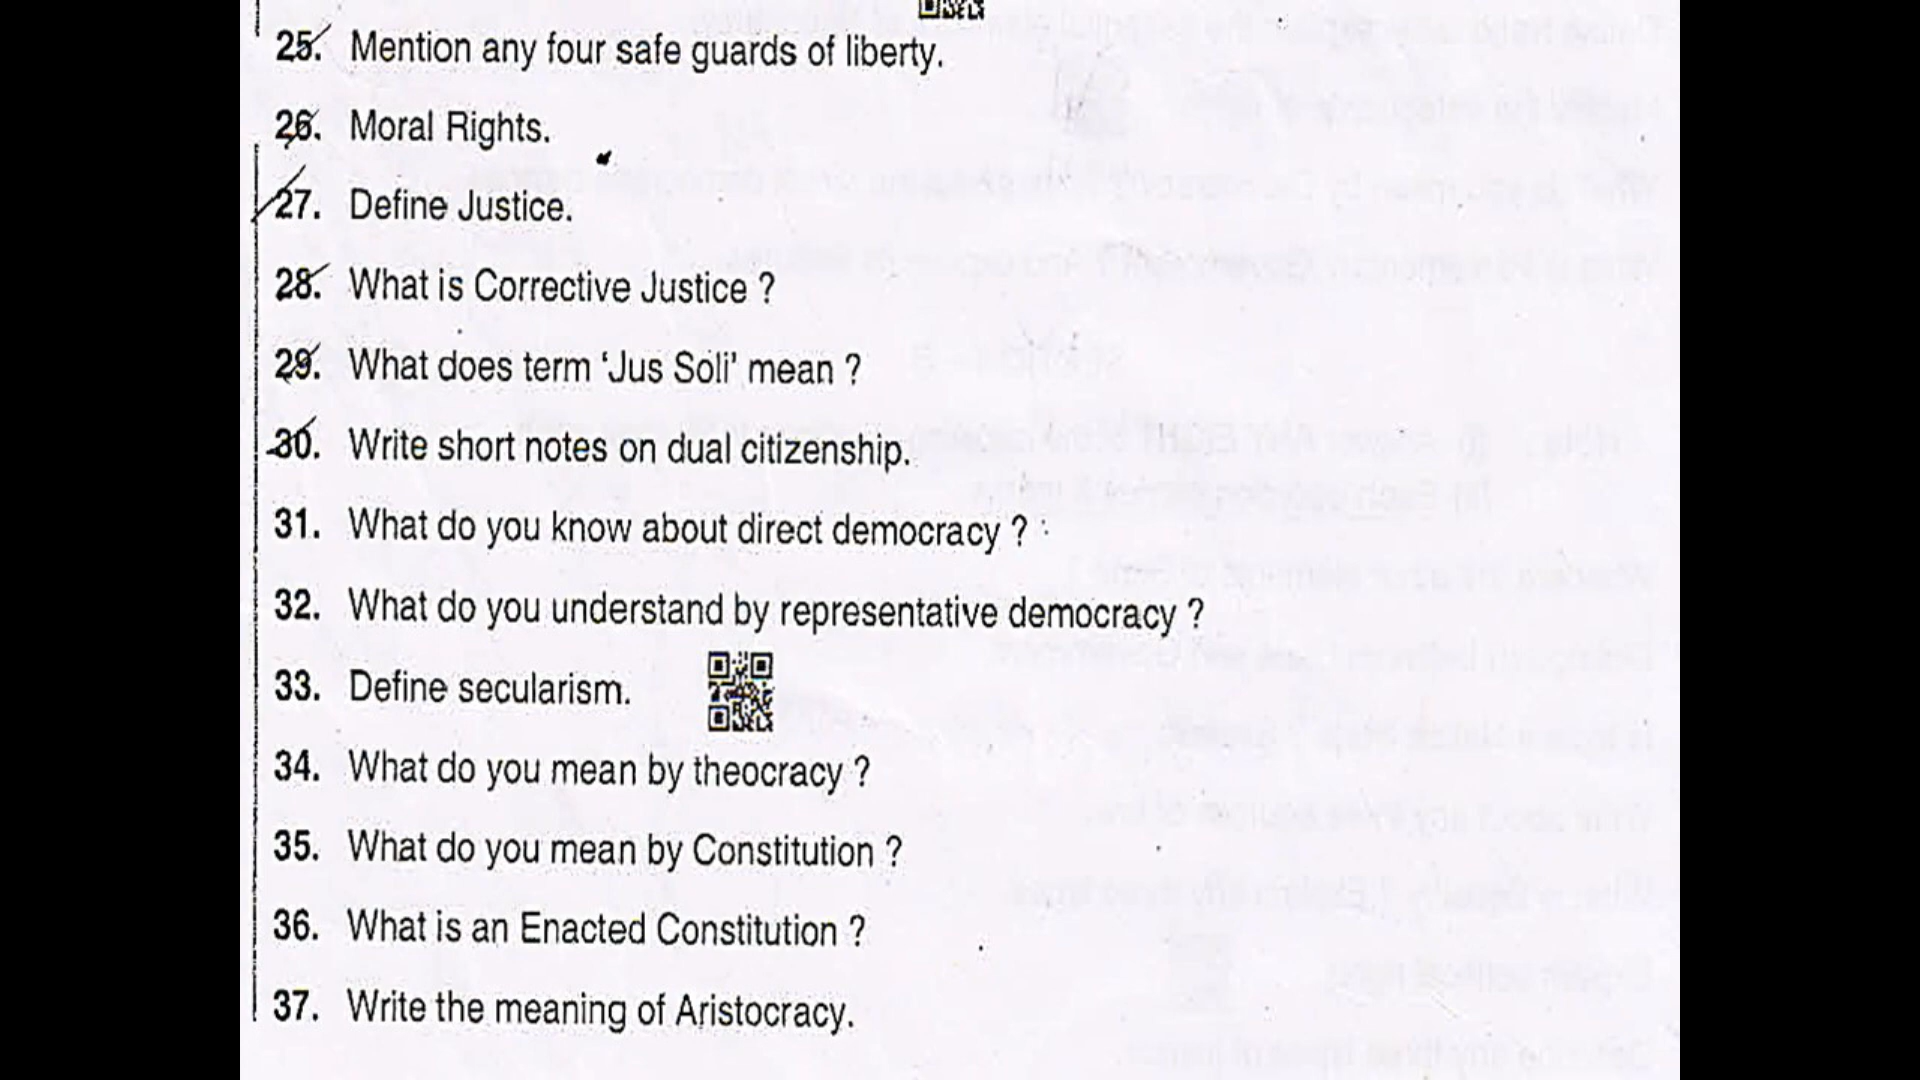 25. Mention any four safe guards of liberty.
26. Moral Rights.
27. Define Justice.
28. What is Corrective Justice ?
29. What does term ‘Jus Soli’ mean ?
30. Write short notes on dual citizenship.
31. What do you know about direct democracy ?
32. What do you understand by representative democracy ?
33. Define secularism.
34. What do you mean by theocracy ?
35. What do you mean by Constitution ?
36. What is an Enacted Constitution ?
37. Write the meaning of Aristocracy.